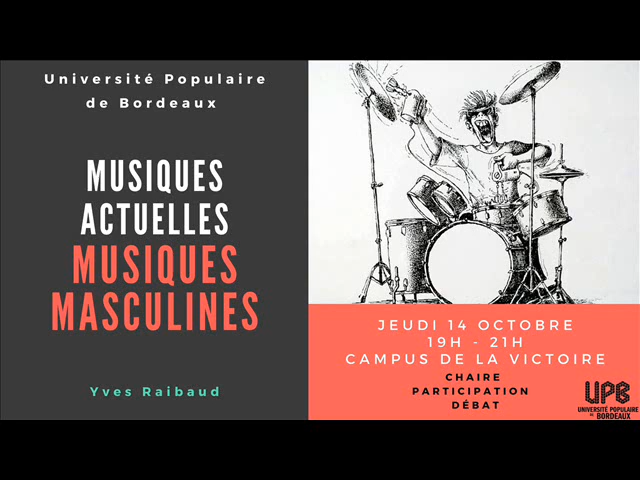 Université Populaire
de Bordeaux
MUSIQUES
ACTUELLES
MUSIQUES
MASCULINES
Yves Raibaud
JEUDI 14 OCTOBRE
19H - 21H
CAMPUS DE LA VICTOIRE
CHAIRE
PARTICIPATION
DÉBAT
UPB
UNIVERSITÉ POPULAIRE
DE BORDEAUX